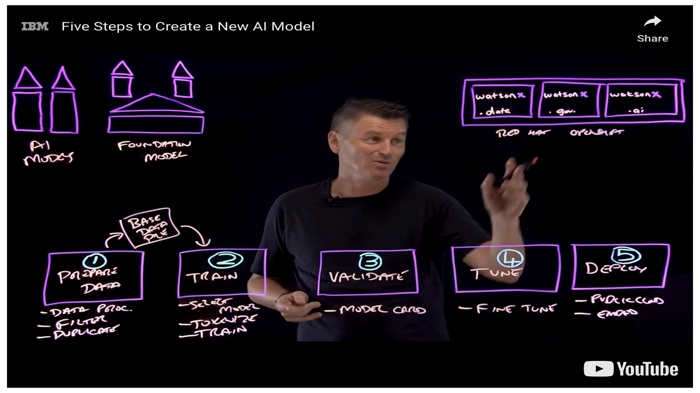 IBM
Five Steps to Create a New AI Model
Share
AI
MODELS
FOUNDATION
MODEL
watsonx
.data
watsonx
.gov.
watsonx
.ai
RED HAT OPENSHIFT
BASE
DATA
PILE
1
PREPARE
DATA
- DATA PROC.
- FILTER
- DUPLICATE
2
TRAIN
- SELECT
MODEL
- TOKENIZE
- TRAIN
3
VALIDATE
- MODEL CARD
4
TUNE
- FINE TUNE
5
DEPLOY
- PUBLIC CLOUD
- EMBED
YouTube